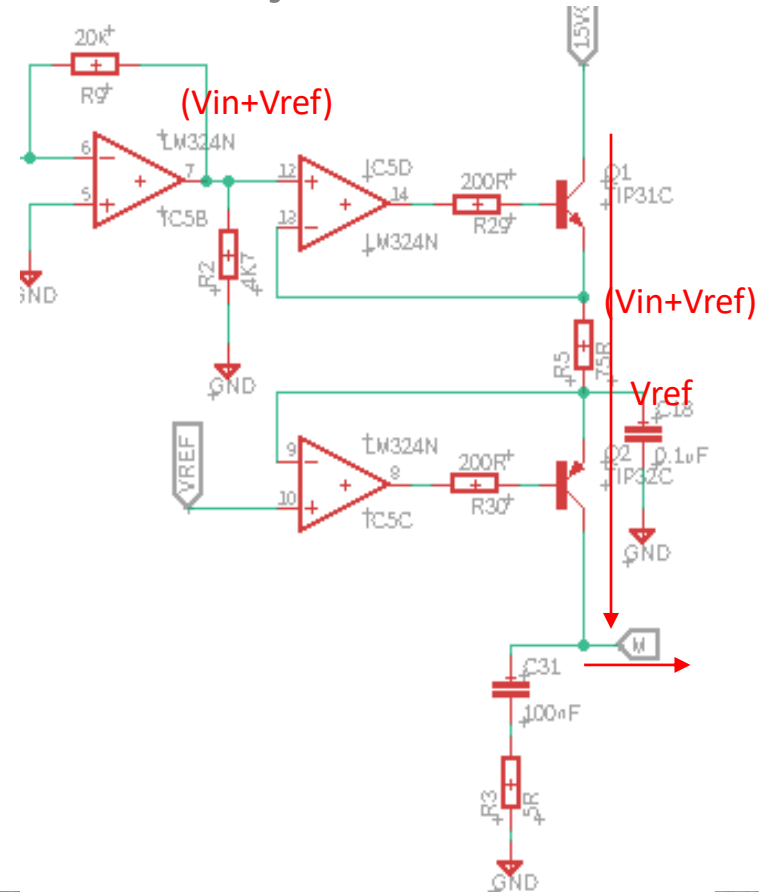 15V0
20K
R9
(Vin+Vref)
LM324N
6
7
5
IC5B
12
14
13
IC5D
LM324N
200R
R29
Q1
TIP31C
R2
4K7
GND
GND
(Vin+Vref)
R5
75R
Vref
C18
0.1uF
VREF
LM324N
9
8
10
IC5C
200R
R30
Q2
TIP32C
GND
M
C31
100nF
R3
5R
GND